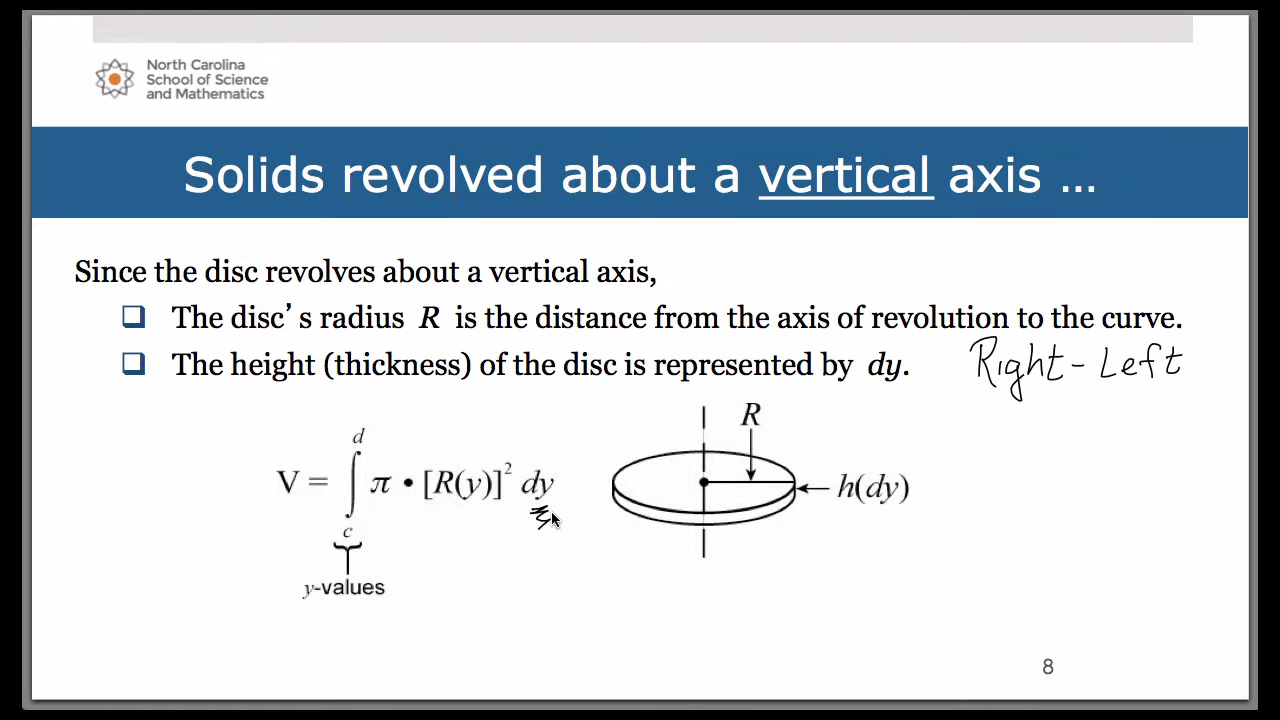 North Carolina
School of Science
and Mathematics
Solids revolved about a vertical axis ...
Since the disc revolves about a vertical axis,
❑ The disc's radius R is the distance from the axis of revolution to the curve.
❑ The height (thickness) of the disc is represented by dy.
Right - Left
V = ∫ from c to d π • [R(y)]² dy
y-values
R
h(dy)
8